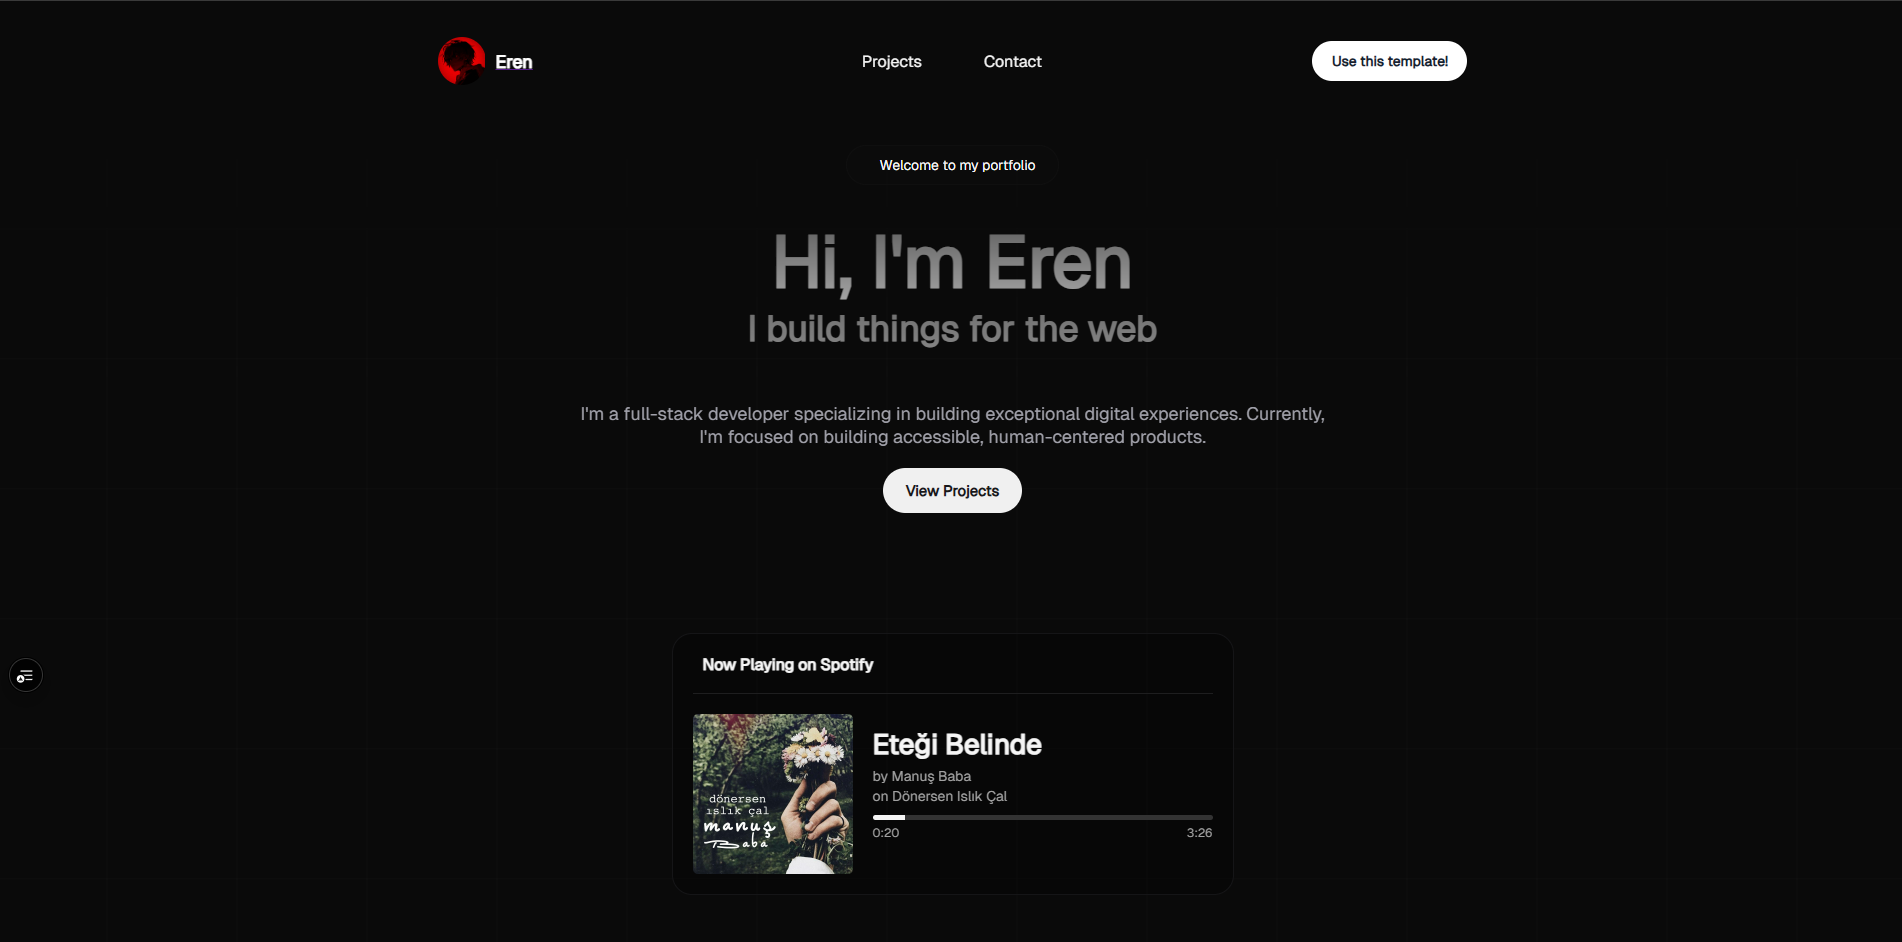 Eren
Projects
Contact
Use this template!
Welcome to my portfolio
Hi, I'm Eren
I build things for the web
I'm a full-stack developer specializing in building exceptional digital experiences. Currently,
I'm focused on building accessible, human-centered products.
View Projects
Now Playing on Spotify
dönersen
ıslık çal
manuş
Baba
Eteği Belinde
by Manuş Baba
on Dönersen Islık Çal
0:20
3:26